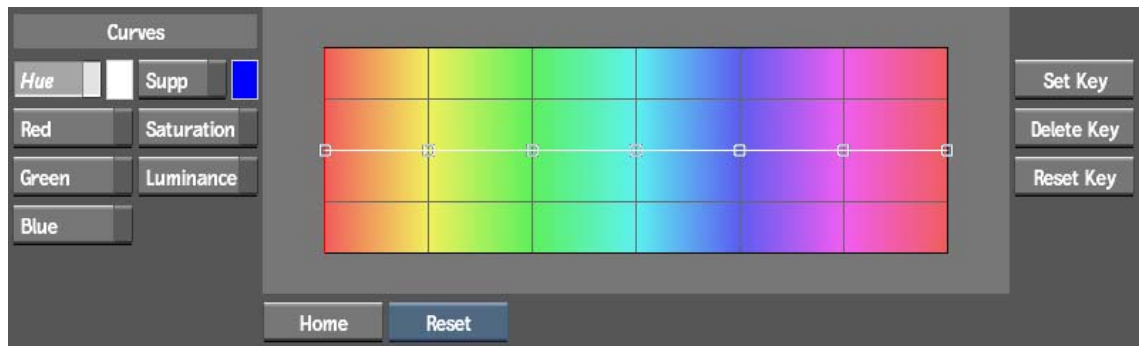 Curves
Hue Supp
Red Saturation
Green Luminance
Blue
Set Key
Delete Key
Reset Key
Home Reset